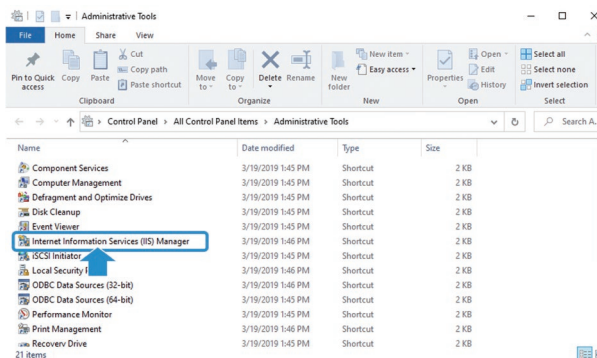 Administrative Tools
File Home Share View
Pin to Quick access
Copy
Paste
Cut
Copy path
Paste shortcut
Clipboard
Move to
Copy to
Delete
Rename
Organize
New folder
New item
Easy access
New
Properties
Open
Edit
History
Open
Select all
Select none
Invert selection
Select
Control Panel > All Control Panel Items > Administrative Tools
Search A
Name Date modified Type Size
Component Services 3/19/2019 1:45 PM Shortcut 2 KB
Computer Management 3/19/2019 1:45 PM Shortcut 2 KB
Defragment and Optimize Drives 3/19/2019 1:45 PM Shortcut 2 KB
Disk Cleanup 3/19/2019 1:45 PM Shortcut 2 KB
Event Viewer 3/19/2019 1:45 PM Shortcut 2 KB
Internet Information Services (IIS) Manager 3/19/2019 1:46 PM Shortcut 2 KB
iSCSI Initiator 3/19/2019 1:45 PM Shortcut 2 KB
Local Security 3/19/2019 1:46 PM Shortcut 2 KB
ODBC Data Sources (32-bit) 3/19/2019 1:46 PM Shortcut 2 KB
ODBC Data Sources (64-bit) 3/19/2019 1:45 PM Shortcut 2 KB
Performance Monitor 3/19/2019 1:45 PM Shortcut 2 KB
Print Management 3/19/2019 1:46 PM Shortcut 2 KB
Recovery Drive 3/19/2019 1:45 PM Shortcut 2 KB
21 items